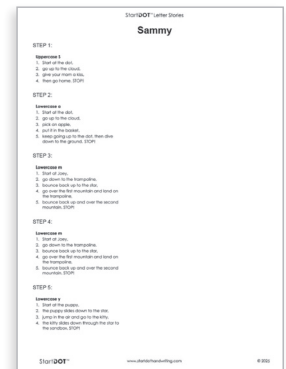 StartDOT™ Letter Stories
Sammy
STEP 1:
Uppercase S
1. Start at the dot,
2. go up to the cloud,
3. give your mom a kiss,
4. then go home. STOP!
STEP 2:
Lowercase a
1. Start at the dot,
2. go up to the cloud,
3. pick an apple,
4. put it in the basket,
5. keep going up to the dot, then dive
down to the ground. STOP!
STEP 3:
Lowercase m
1. Start at Joey,
2. go down to the trampoline,
3. bounce back up to the star,
4. go over the first mountain and land on
the trampoline,
5. bounce back up and over the second
mountain. STOP!
STEP 4:
Lowercase m
1. Start at Joey,
2. go down to the trampoline,
3. bounce back up to the star,
4. go over the first mountain and land on
the trampoline,
5. bounce back up and over the second
mountain. STOP!
STEP 5:
Lowercase y
1. Start at the puppy,
2. the puppy slides down to the star,
3. jump in the air and go to the kitty,
4. the kitty slides down through the star to
the sandbox. STOP!
StartDOT™
www.startdothandwriting.com